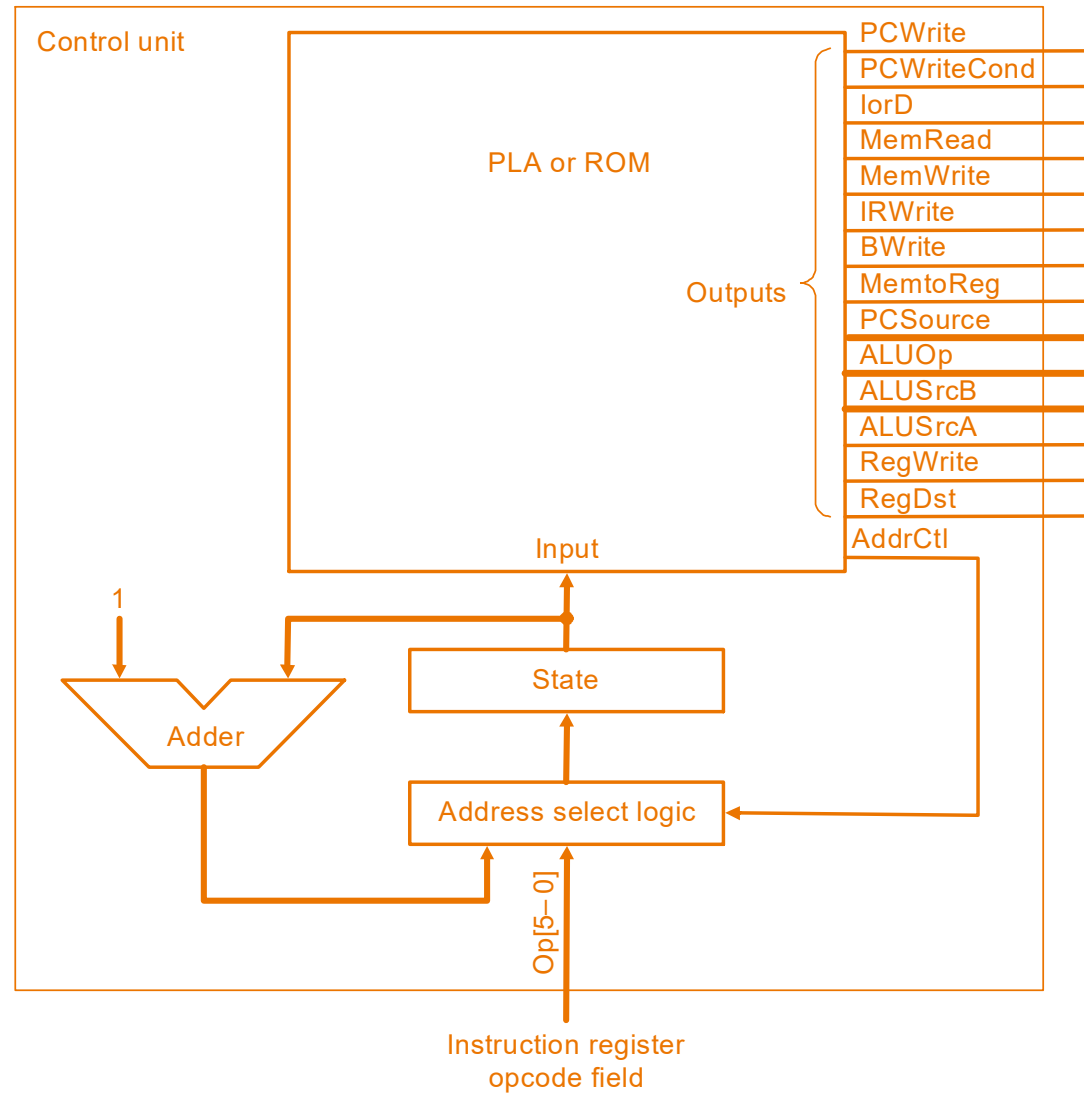 Control unit
PLA or ROM
Outputs
Input
PCWrite
PCWriteCond
IorD
MemRead
MemWrite
IRWrite
BWrite
MemtoReg
PCSource
ALUOp
ALUSrcB
ALUSrcA
RegWrite
RegDst
AddrCtl
1
State
Adder
Address select logic
Op[5–0]
Instruction register
opcode field